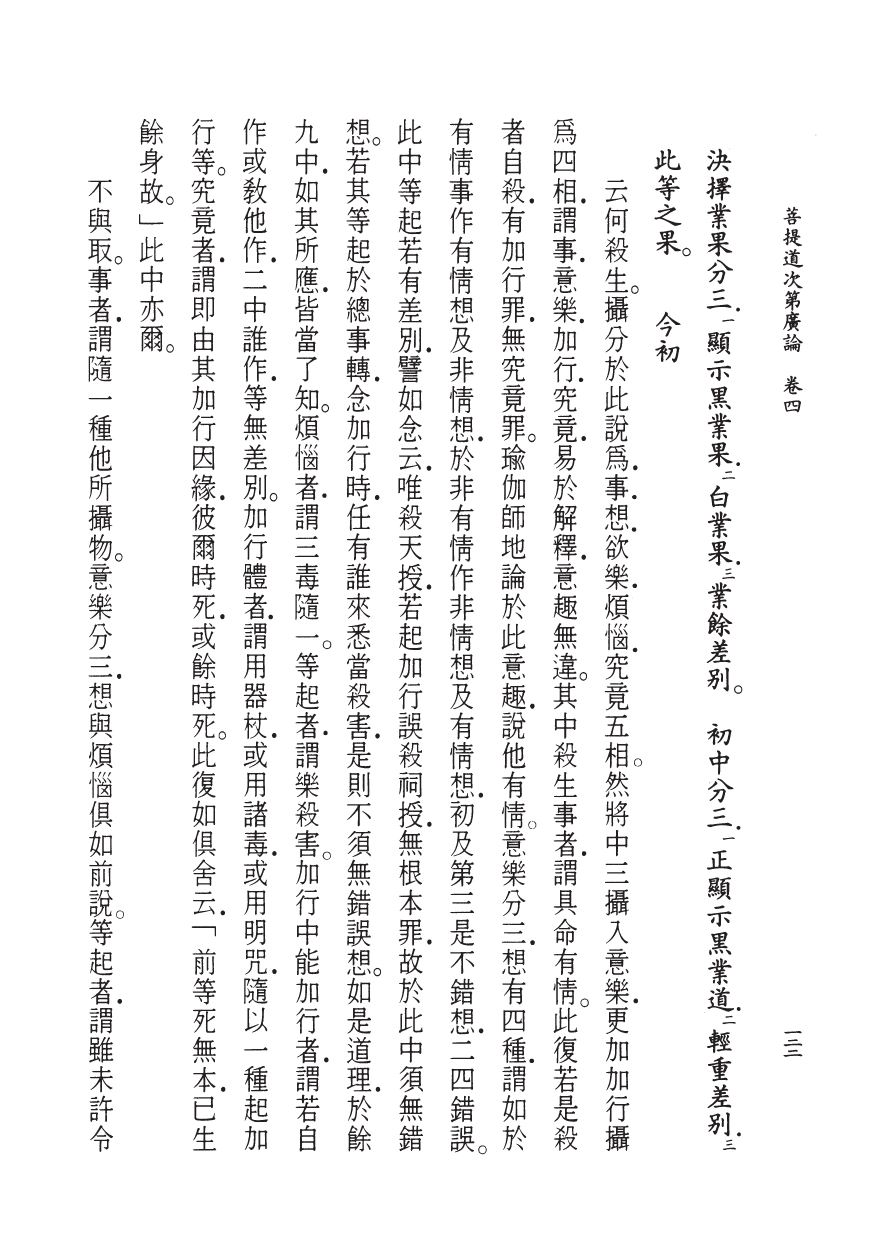 菩提道次第廣論　卷四
一三二
決擇業果分三．一顯示黑業果．二白業果．三業餘差別。　初中分三．一正顯示黑業道．二輕重差別．三
此等之果。　今初
云何殺生。攝分於此說爲．事．想．欲樂．煩惱．究竟五相。然將中三攝入意樂．更加加行攝
爲四相．謂事．意樂．加行．究竟．易於解釋．意趣無違。其中殺生事者．謂具命有情。此復若是殺
者自殺．有加行罪．無究竟罪。瑜伽師地論於此意趣．說他有情。意樂分三．想有四種．謂如於
有情事作有情想及非情想．於非有情作非情想及有情想．初及第三是不錯想．二四錯誤。
此中等起若有差別．譬如念云．唯殺天授．若起加行誤殺祠授．無根本罪．故於此中須無錯
想。若其等起於總事轉．念加行時．任有誰來悉當殺害．是則不須無錯誤想。如是道理．於餘
九中．如其所應．皆當了知。煩惱者．謂三毒隨一。等起者．謂樂殺害。加行中能加行者．謂若自
作或教他作．二中誰作．等無差別。加行體者．謂用器杖．或用諸毒．或用明咒．隨以一種起加
行等。究竟者．謂即由其加行因緣．彼爾時死．或餘時死。此復如俱舍云．「前等死無本．已生
餘身故。」此中亦爾。
不與取。事者．謂隨一種他所攝物。意樂分三．想與煩惱俱如前說。等起者．謂雖未許令